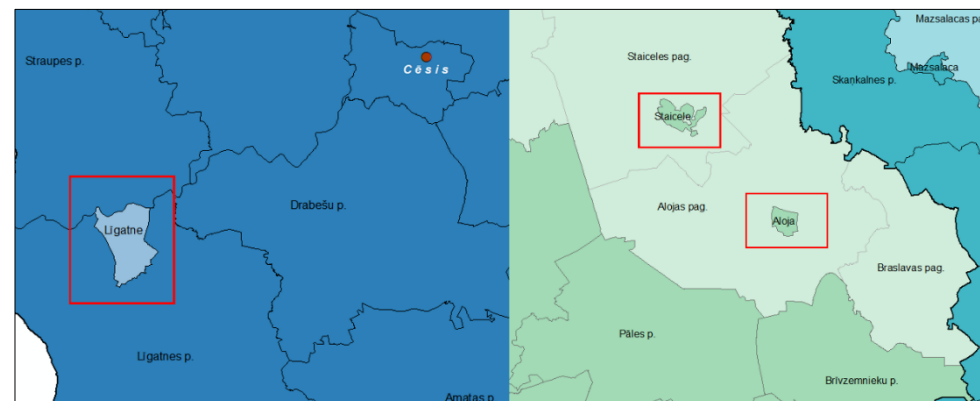 Straupes p.
Cēsis
Līgatne
Drabešu p.
Līgatnes p.
Amatas p.
Staiceles pag.
Mazsalacas pa
Mazsalaca
Skaņkalnes p.
Staicele
Alojas pag.
Aloja
Braslavas pag.
Pāles p.
Brīvzemnieku p.